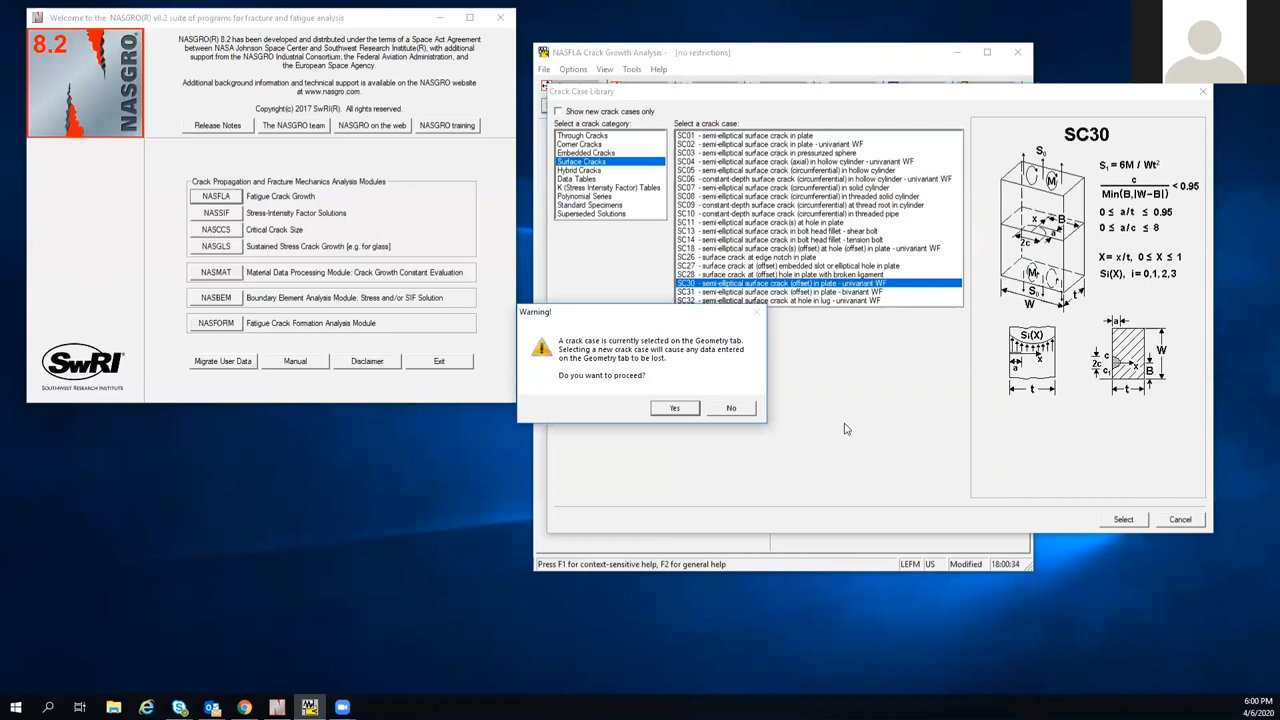 Welcome to the NASGRO(R) v8.2 suite of programs for fracture and fatigue analysis
8.2
NASGRO
NASGRO(R) 8.2 has been developed and distributed under the terms of a Space Act Agreement
between NASA Johnson Space Center and Southwest Research Institute(R), with additional
support from the NASGRO Industrial Consortium, the Federal Aviation Administration, and
the European Space Agency.
Additional background information and technical support is available on the NASGRO website
at www.nasgro.com.
Copyright(c) 2017 SwRI(R). All rights reserved.
Release Notes
The NASGRO team
NASGRO on the web
NASGRO training
Crack Propagation and Fracture Mechanics Analysis Modules
NASFLA Fatigue Crack Growth
NASSIF Stress-Intensity Factor Solutions
NASCCS Critical Crack Size
NASGLS Sustained Stress Crack Growth [e.g. for glass]
NASMAT Material Data Processing Module: Crack Growth Constant Evaluation
NASBEM Boundary Element Analysis Module: Stress and/or SIF Solution
NASFORM Fatigue Crack Formation Analysis Module
SwRI
SOUTHWEST RESEARCH INSTITUTE
Migrate User Data
Manual
Disclaimer
Exit
NASFLA Crack Growth Analysis - [no restrictions]
File Options View Tools Help
Crack Case Library
Show new crack cases only
Select a crack category:
Through Cracks
Corner Cracks
Embedded Cracks
Surface Cracks
Hybrid Cracks
Data Tables
K (Stress Intensity Factor) Tables
Polynomial Series
Standard Specimens
Superseded Solutions
Select a crack case:
SC01 - semi-elliptical surface crack in plate
SC02 - semi-elliptical surface crack in plate - univariant WF
SC03 - semi-elliptical surface crack in pressurized sphere
SC04 - semi-elliptical surface crack (axial) in hollow cylinder - univariant WF
SC05 - semi-elliptical surface crack (circumferential) in hollow cylinder
SC06 - constant-depth surface crack (circumferential) in hollow cylinder - univariant WF
SC07 - semi-elliptical surface crack (circumferential) in solid cylinder
SC08 - semi-elliptical surface crack (circumferential) in threaded solid cylinder
SC09 - constant-depth surface crack (circumferential) at thread root in cylinder
SC10 - constant-depth surface crack (circumferential) in threaded pipe
SC11 - semi-elliptical surface crack(s) at hole in plate
SC13 - semi-elliptical surface crack in bolt head fillet - shear bolt
SC14 - semi-elliptical surface crack in bolt head fillet - tension bolt
SC18 - semi-elliptical surface crack(s) (offset) at hole (offset) in plate - univariant WF
SC26 - surface crack at edge notch in plate
SC27 - surface crack at (offset) embedded slot or elliptical hole in plate
SC28 - surface crack at (offset) hole in plate with broken ligament
SC30 - semi-elliptical surface crack (offset) in plate - univariant WF
SC31 - semi-elliptical surface crack (offset) in plate - bivariant WF
SC32 - semi-elliptical surface crack at hole in lug - univariant WF
SC30
S₁ = 6M / Wt²
c
Min(B,|W−B|) < 0.95
0 ≤ a/t ≤ 0.95
0 ≤ a/c ≤ 8
X= x/t, 0 ≤ X ≤ 1
Si(X), i=0,1,2,3
S₁
M
x
B
a
2c
M
S₀
W
t
Si(X)
x
a
t
a
2c
c
c₁
x
W
B
t
Warning!
A crack case is currently selected on the Geometry tab.
Selecting a new crack case will cause any data entered
on the Geometry tab to be lost.
Do you want to proceed?
Yes
No
Select
Cancel
Press F1 for context-sensitive help, F2 for general help
LEFM
US
Modified
18:00:34
6:00 PM
4/6/2020